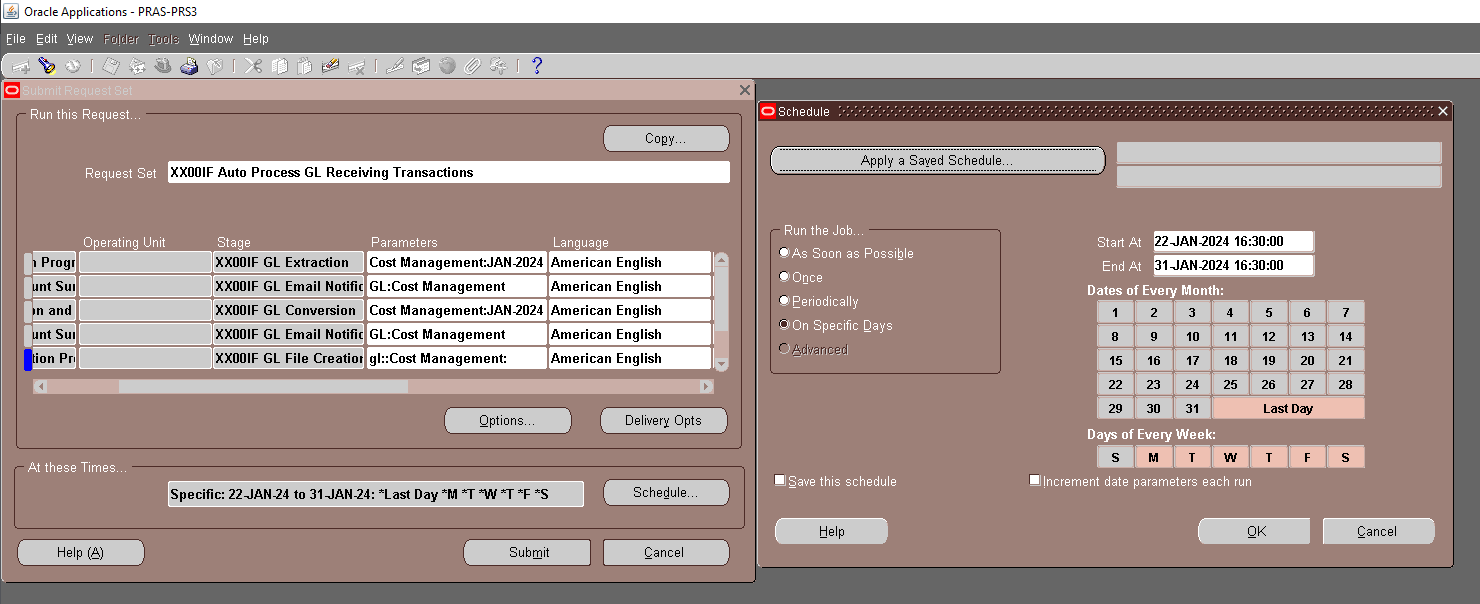 Oracle Applications - PRAS-PRS3
File Edit View Folder Tools Window Help
Submit Request Set
Run this Request...
Copy...
Request Set XX00IF Auto Process GL Receiving Transactions
Operating Unit Stage Parameters Language
n Progr XX00IF GL Extraction Cost Management:JAN-2024 American English
unt Sur XX00IF GL Email Notific GL:Cost Management American English
on and XX00IF GL Conversion Cost Management:JAN-2024 American English
unt Sur XX00IF GL Email Notific GL:Cost Management American English
tion Pro XX00IF GL File Creation gl::Cost Management: American English
Options... Delivery Opts
At these Times...
Specific: 22-JAN-24 to 31-JAN-24: *Last Day *M *T *W *T *F *S
Schedule...
Help (A) Submit Cancel
Schedule
Apply a Saved Schedule...
Run the Job...
As Soon as Possible
Once
Periodically
On Specific Days
Advanced
Start At 22-JAN-2024 16:30:00
End At 31-JAN-2024 16:30:00
Dates of Every Month:
1 2 3 4 5 6 7
8 9 10 11 12 13 14
15 16 17 18 19 20 21
22 23 24 25 26 27 28
29 30 31 Last Day
Days of Every Week:
S M T W T F S
Save this schedule
Increment date parameters each run
Help OK Cancel